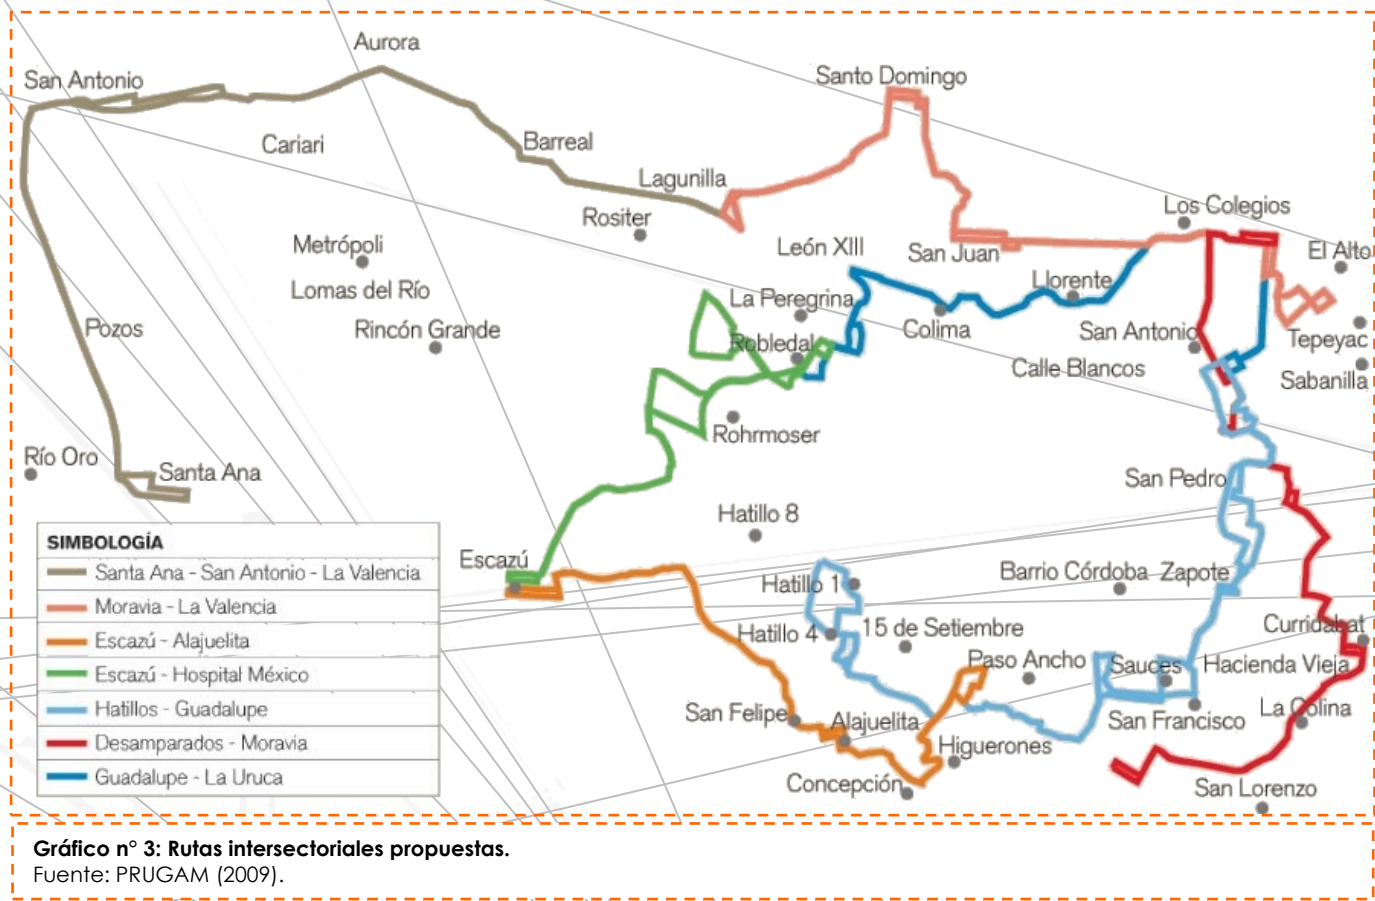 Aurora
San Antonio
Santo Domingo
Cariari
Barreal
Lagunilla
Rositer
Los Colegios
Metrópoli
León XIII
San Juan
El Alto
Lomas del Río
La Peregrina
Llorente
Pozos
Rincón Grande
Robledal
Colima
San Antonio
Tepeyac
Calle Blancos
Sabanilla
Rohrmoser
Río Oro
Santa Ana
San Pedro
Hatillo 8
Escazú
Hatillo 1
Barrio Córdoba
Zapote
Hatillo 4
15 de Setiembre
Curridabat
Paso Ancho
Sauces
Hacienda Vieja
San Felipe
Alajuelita
San Francisco
La Colina
Higuerones
Concepción
San Lorenzo
SIMBOLOGÍA
Santa Ana - San Antonio - La Valencia
Moravia - La Valencia
Escazú - Alajuelita
Escazú - Hospital México
Hatillos - Guadalupe
Desamparados - Moravia
Guadalupe - La Uruca
Gráfico n° 3: Rutas intersectoriales propuestas.
Fuente: PRUGAM (2009).